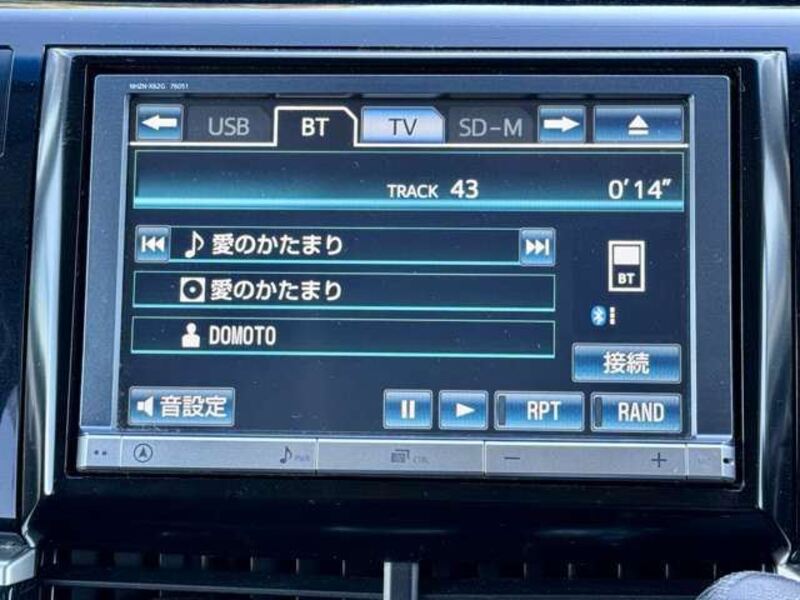 NHZN-X62G 76051
USB BT TV SD-M
TRACK 43 0'14"
愛のかたまり
愛のかたまり
DOMOTO
BT
接続
音設定 RPT RAND